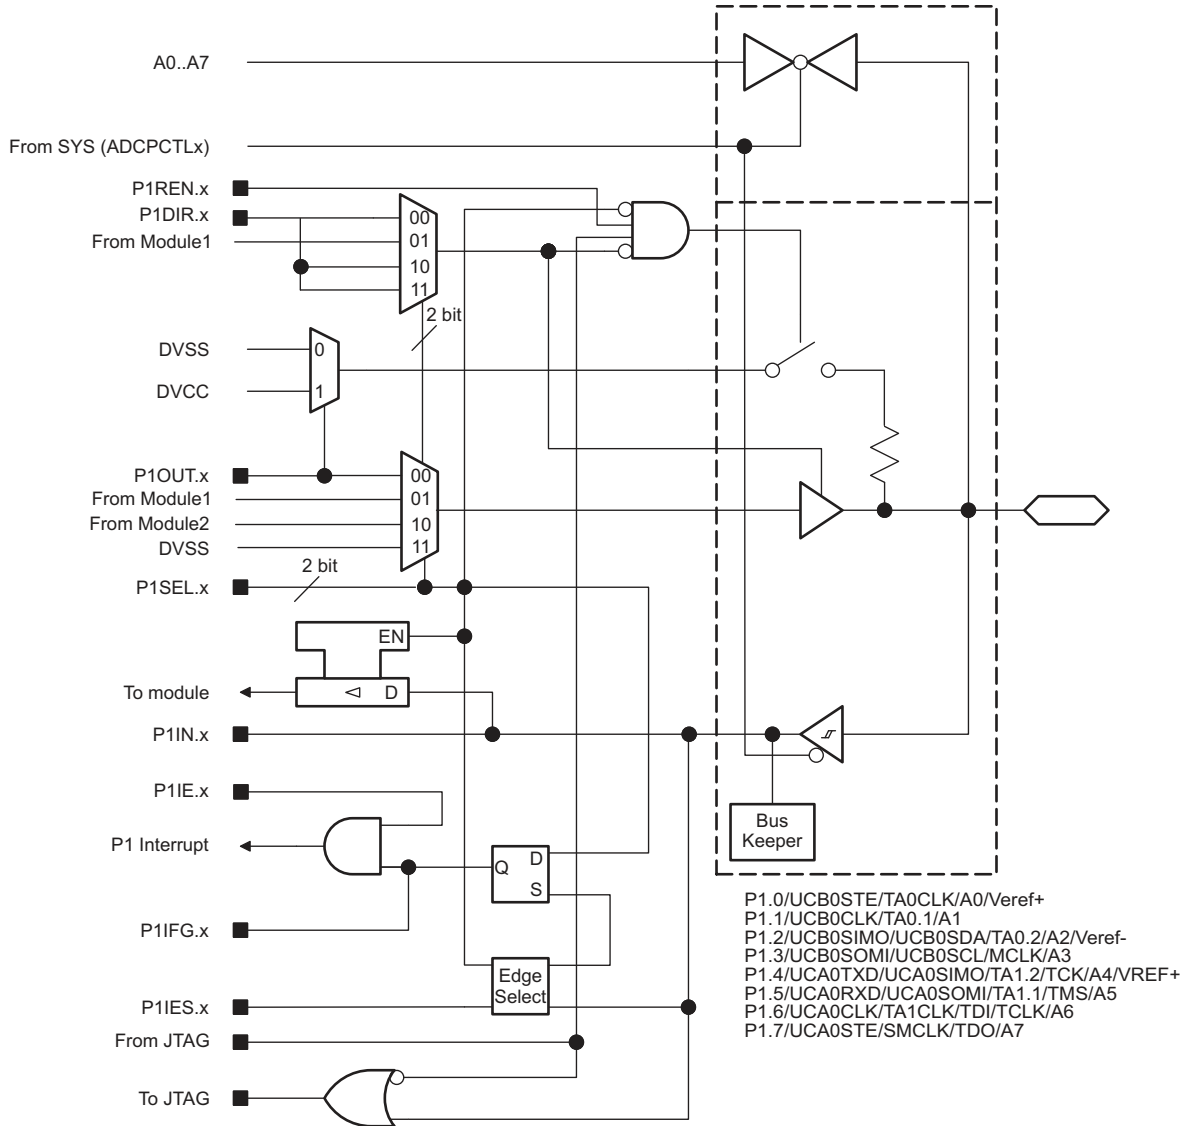 A0..A7
From SYS (ADCPCTLx)
P1REN.x
P1DIR.x
From Module1
00
01
10
11
2 bit
DVSS
DVCC
0
1
P1OUT.x
From Module1
From Module2
DVSS
00
01
10
11
P1SEL.x
2 bit
EN
D
To module
P1IN.x
P1IE.x
P1 Interrupt
Q
D
S
Bus
Keeper
P1IFG.x
Edge
Select
P1IES.x
From JTAG
To JTAG
P1.0/UCB0STE/TA0CLK/A0/Veref+
P1.1/UCB0CLK/TA0.1/A1
P1.2/UCB0SIMO/UCB0SDA/TA0.2/A2/Veref-
P1.3/UCB0SOMI/UCB0SCL/MCLK/A3
P1.4/UCA0TXD/UCA0SIMO/TA1.2/TCK/A4/VREF+
P1.5/UCA0RXD/UCA0SOMI/TA1.1/TMS/A5
P1.6/UCA0CLK/TA1CLK/TDI/TCLK/A6
P1.7/UCA0STE/SMCLK/TDO/A7